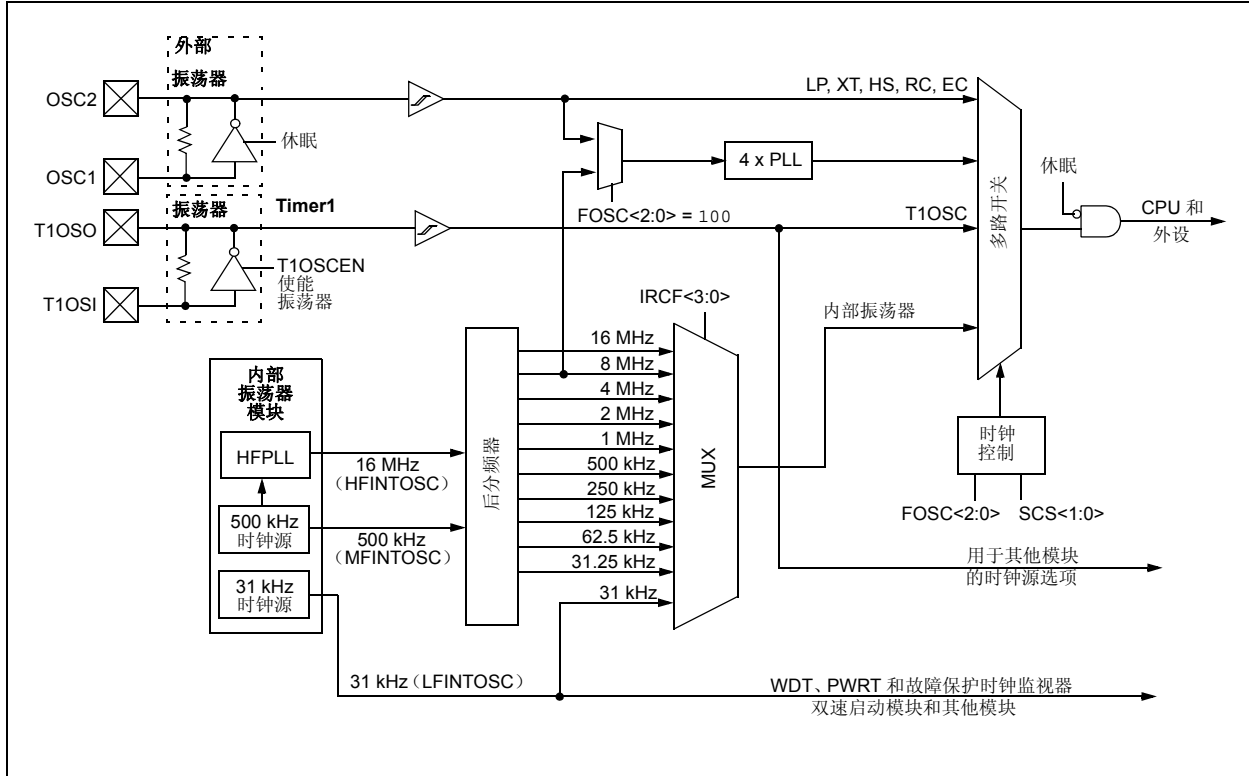 外部
振荡器
OSC2
LP, XT, HS, RC, EC
休眠
OSC1
4 x PLL
FOSC<2:0> = 100
振荡器
Timer1
T1OSO
T1OSC
T1OSCEN
使能
振荡器
T1OSI
多路开关
休眠
CPU 和
外设
IRCF<3:0>
内部振荡器
内部
振荡器
模块
HFPLL
500 kHz
时钟源
31 kHz
时钟源
16 MHz
（HFINTOSC）
500 kHz
（MFINTOSC）
后分频器
16 MHz
8 MHz
4 MHz
2 MHz
1 MHz
500 kHz
250 kHz
125 kHz
62.5 kHz
31.25 kHz
31 kHz
MUX
时钟
控制
FOSC<2:0>
SCS<1:0>
用于其他模块
的时钟源选项
31 kHz（LFINTOSC）
WDT、PWRT 和故障保护时钟监视器
双速启动模块和其他模块